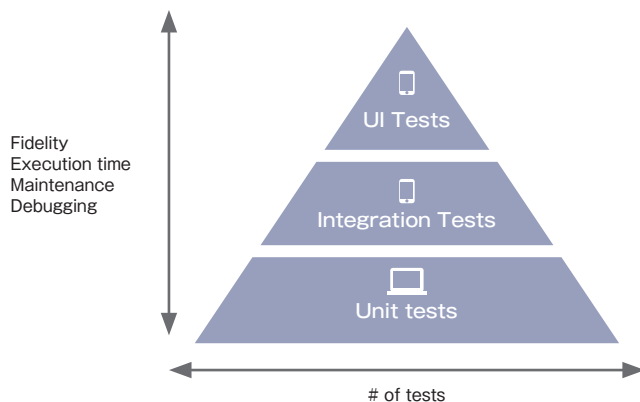 UI Tests
Fidelity
Execution time
Maintenance
Debugging
Integration Tests
Unit tests
# of tests